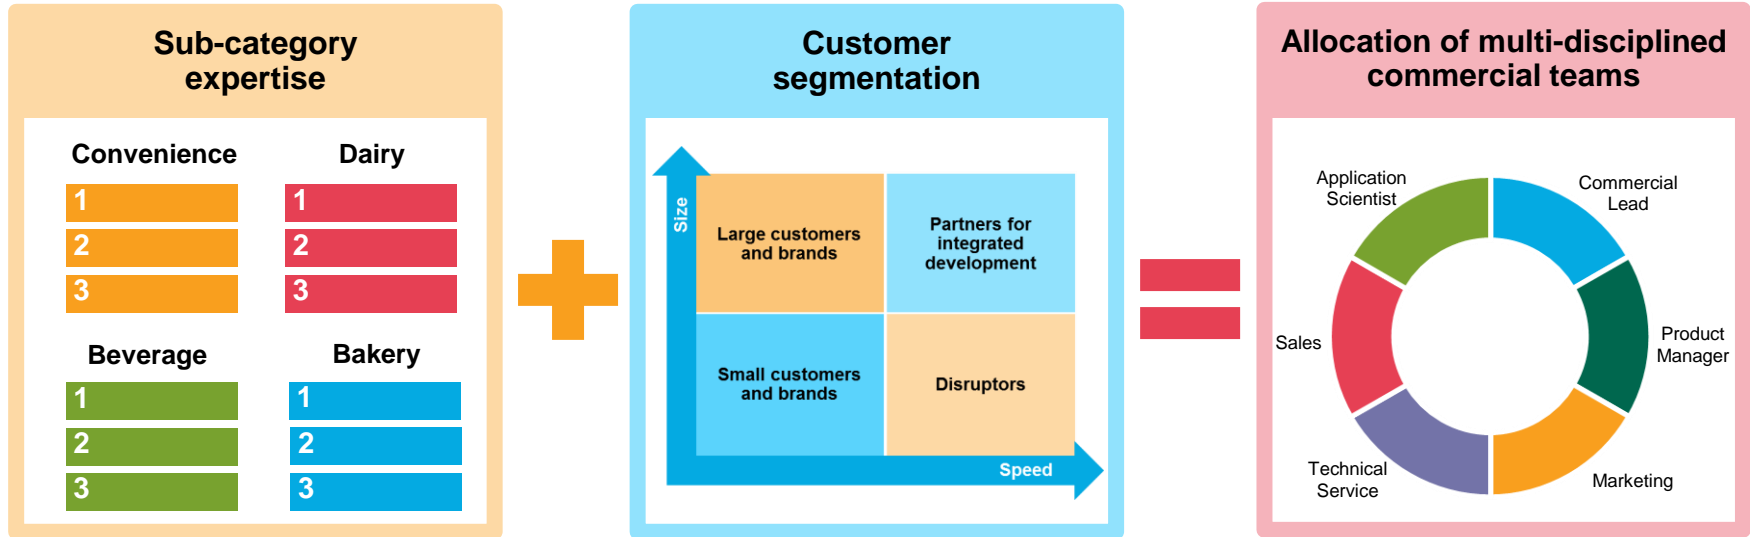 Sub-category
expertise
Convenience
1
2
3
Dairy
1
2
3
Beverage
1
2
3
Bakery
1
2
3
Customer
segmentation
Size
Large customers
and brands
Partners for
integrated
development
Small customers
and brands
Disruptors
Speed
Allocation of multi-disciplined
commercial teams
Application
Scientist
Commercial
Lead
Sales
Product
Manager
Technical
Service
Marketing